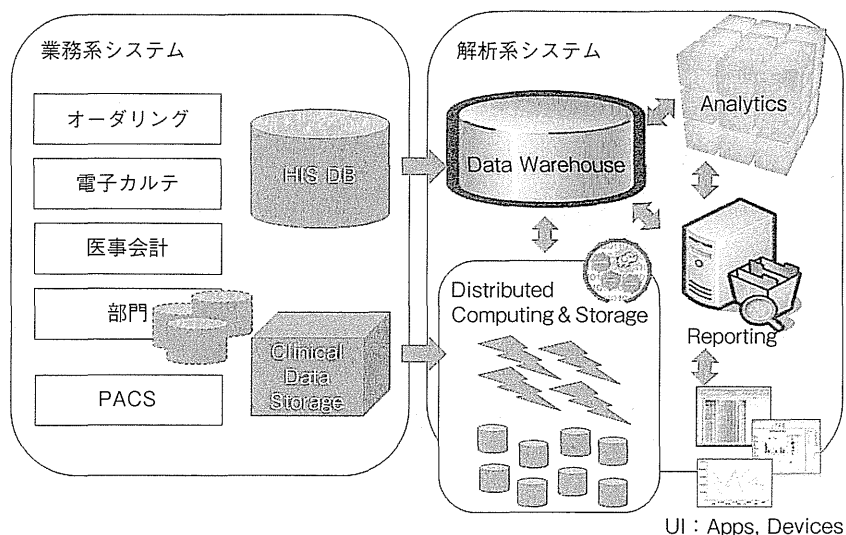 業務系システム
オーダリング
電子カルテ
医事会計
部門
PACS
HIS DB
Clinical
Data
Storage
解析系システム
Data Warehouse
Analytics
Distributed
Computing & Storage
Reporting
UI：Apps, Devices